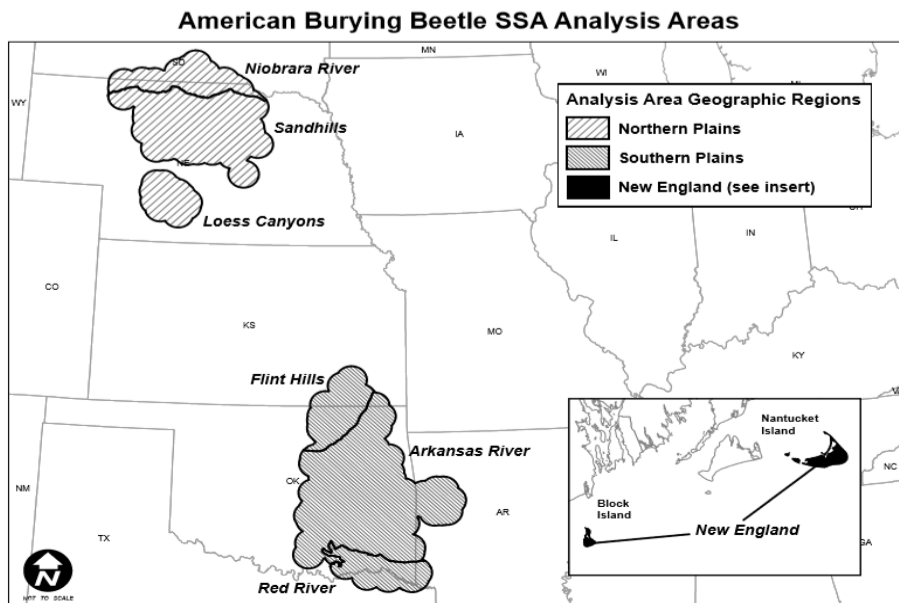 American Burying Beetle SSA Analysis Areas
MN
SD
Niobrara River
WI
WY
Analysis Area Geographic Regions
Northern Plains
Southern Plains
New England (see insert)
IA
Sandhills
NE
Loess Canyons
IL
IN
CO
KS
MO
KY
Flint Hills
Nantucket
Island
Arkansas River
NC
NM
OK
TX
AR
Block
Island
New England
GA
N
NOT TO SCALE
Red River